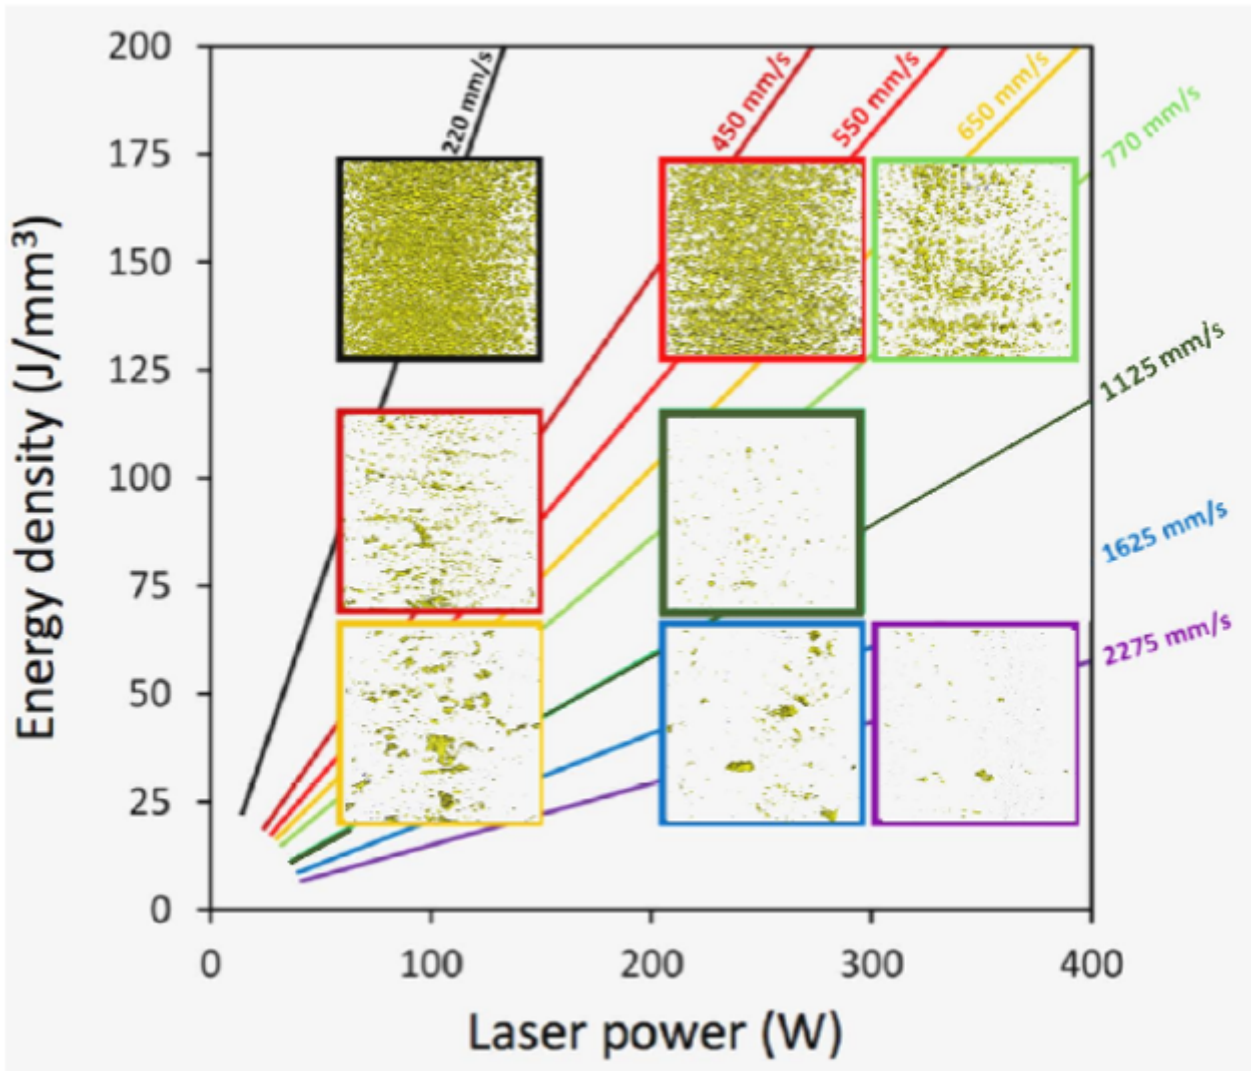 200
175
150
125
100
75
50
25
0
Energy density (J/mm³)
220 mm/s
450 mm/s
550 mm/s
650 mm/s
770 mm/s
1125 mm/s
1625 mm/s
2275 mm/s
0 100 200 300 400
Laser power (W)